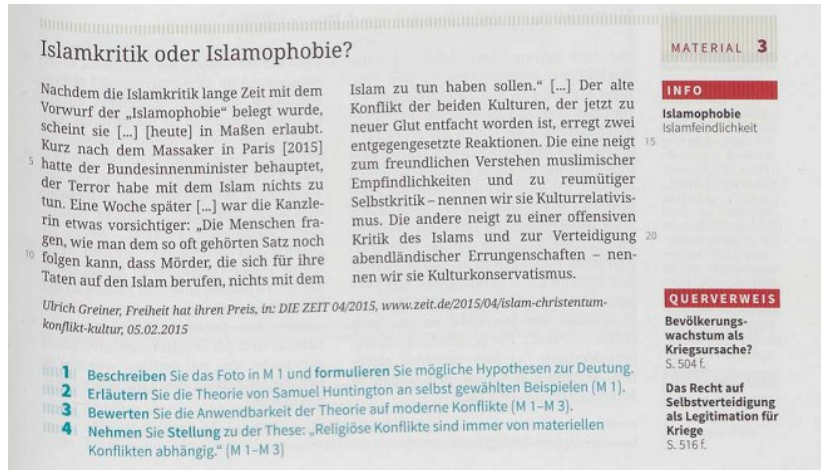 Islamkritik oder Islamophobie?
Nachdem die Islamkritik lange Zeit mit dem
Vorwurf der „Islamophobie“ belegt wurde,
scheint sie [...] [heute] in Maßen erlaubt.
Kurz nach dem Massaker in Paris [2015]
5 hatte der Bundesinnenminister behauptet,
der Terror habe mit dem Islam nichts zu
tun. Eine Woche später [...] war die Kanzle-
rin etwas vorsichtiger: „Die Menschen fra-
gen, wie man dem so oft gehörten Satz noch
10 folgen kann, dass Mörder, die sich für ihre
Taten auf den Islam berufen, nichts mit dem
Islam zu tun haben sollen.“ [...] Der alte
Konflikt der beiden Kulturen, der jetzt zu
neuer Glut entfacht worden ist, erregt zwei
entgegengesetzte Reaktionen. Die eine neigt 15
zum freundlichen Verstehen muslimischer
Empfindlichkeiten und zu reumütiger
Selbstkritik – nennen wir sie Kulturrelativis-
mus. Die andere neigt zu einer offensiven
Kritik des Islams und zur Verteidigung 20
abendländischer Errungenschaften – nen-
nen wir sie Kulturkonservatismus.
Ulrich Greiner, Freiheit hat ihren Preis, in: DIE ZEIT 04/2015, www.zeit.de/2015/04/islam-christentum-
konflikt-kultur, 05.02.2015
1 Beschreiben Sie das Foto in M 1 und formulieren Sie mögliche Hypothesen zur Deutung.
2 Erläutern Sie die Theorie von Samuel Huntington an selbst gewählten Beispielen (M 1).
3 Bewerten Sie die Anwendbarkeit der Theorie auf moderne Konflikte (M 1–M 3).
4 Nehmen Sie Stellung zu der These: „Religiöse Konflikte sind immer von materiellen
Konflikten abhängig.“ (M 1–M 3)
MATERIAL 3
INFO
Islamophobie
Islamfeindlichkeit
QUERVERWEIS
Bevölkerungs-
wachstum als
Kriegsursache?
S. 504 f.
Das Recht auf
Selbstverteidigung
als Legitimation für
Kriege
S. 516 f.